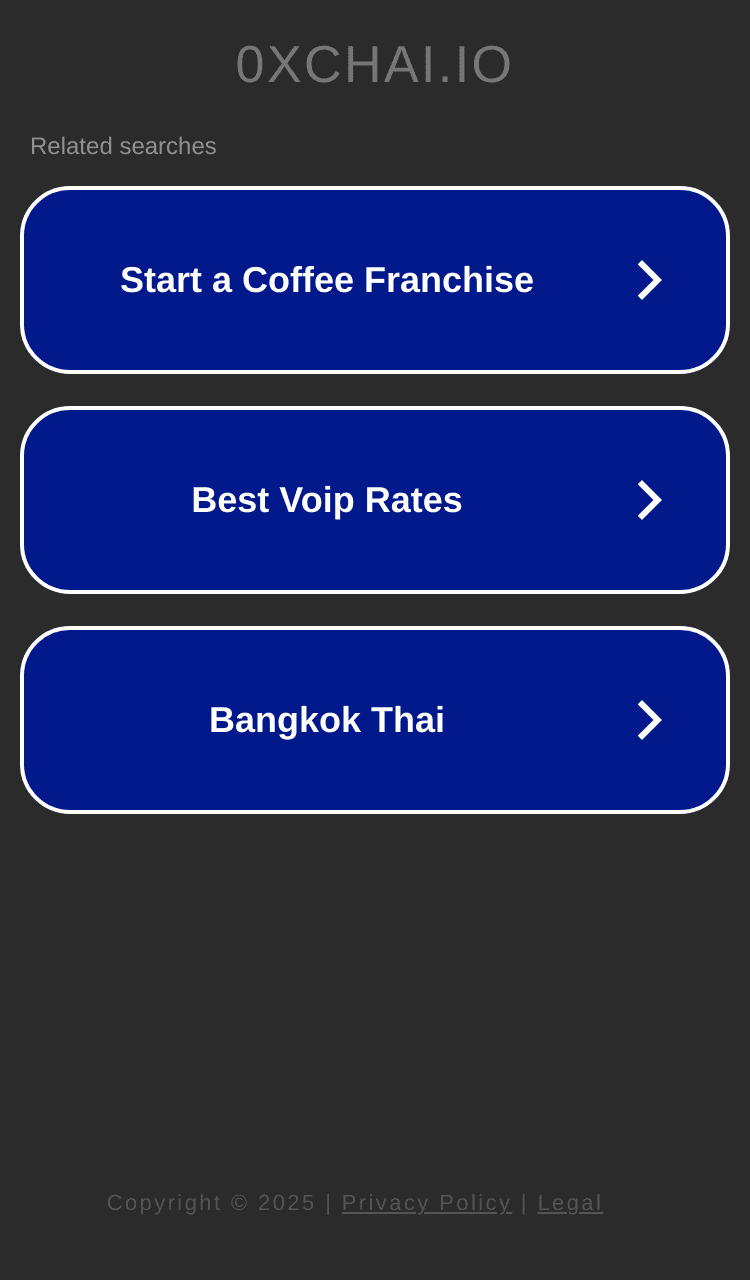 0XCHAI.IO
Related searches
Start a Coffee Franchise
Best Voip Rates
Bangkok Thai
Copyright © 2025 | Privacy Policy | Legal